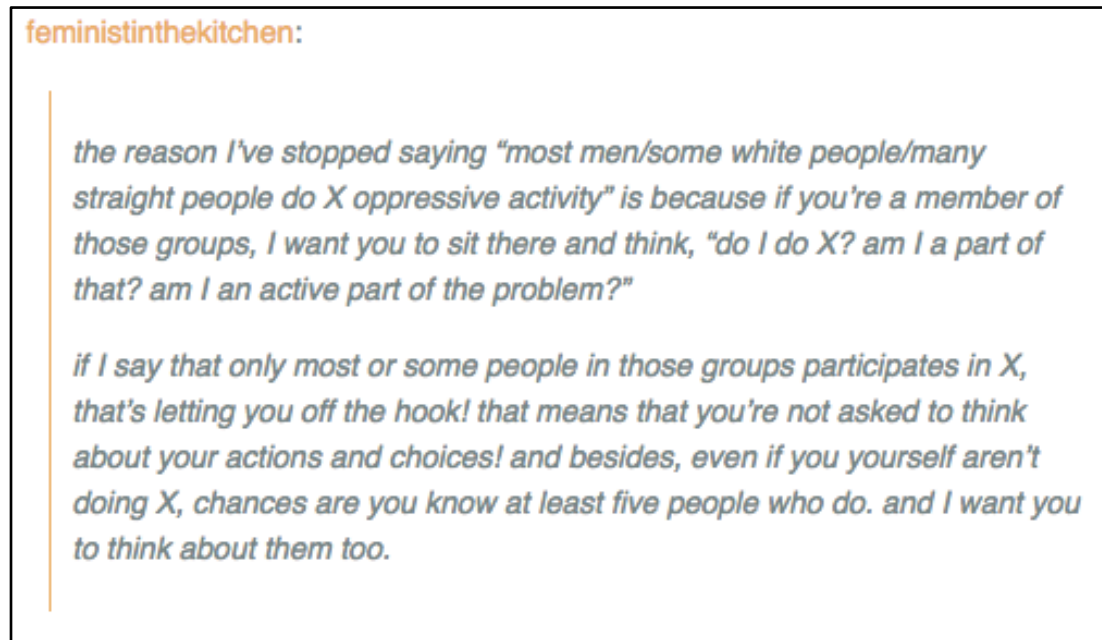 feministinthekitchen:
the reason I’ve stopped saying “most men/some white people/many
straight people do X oppressive activity” is because if you’re a member of
those groups, I want you to sit there and think, “do I do X? am I a part of
that? am I an active part of the problem?”
if I say that only most or some people in those groups participates in X,
that’s letting you off the hook! that means that you’re not asked to think
about your actions and choices! and besides, even if you yourself aren’t
doing X, chances are you know at least five people who do. and I want you
to think about them too.